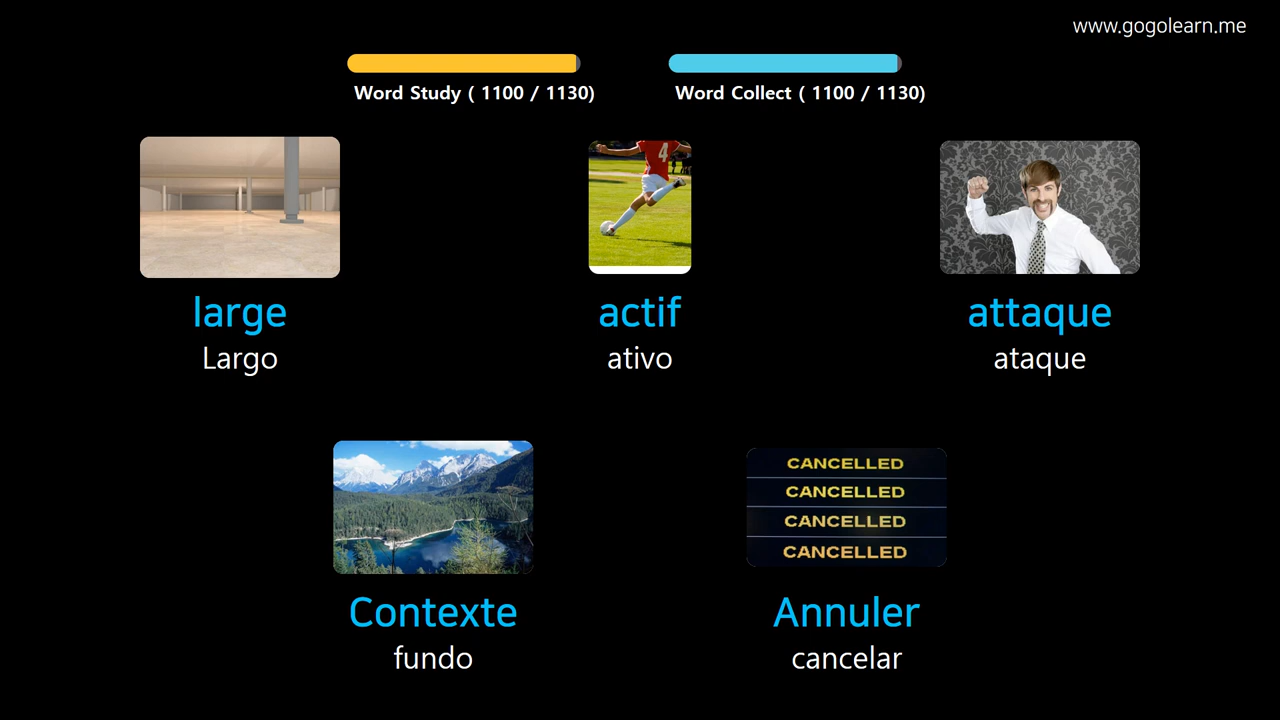 www.gogolearn.me
Word Study ( 1100 / 1130)
Word Collect ( 1100 / 1130)
4
large
Largo
actif
ativo
attaque
ataque
CANCELLED
CANCELLED
CANCELLED
CANCELLED
Contexte
fundo
Annuler
cancelar